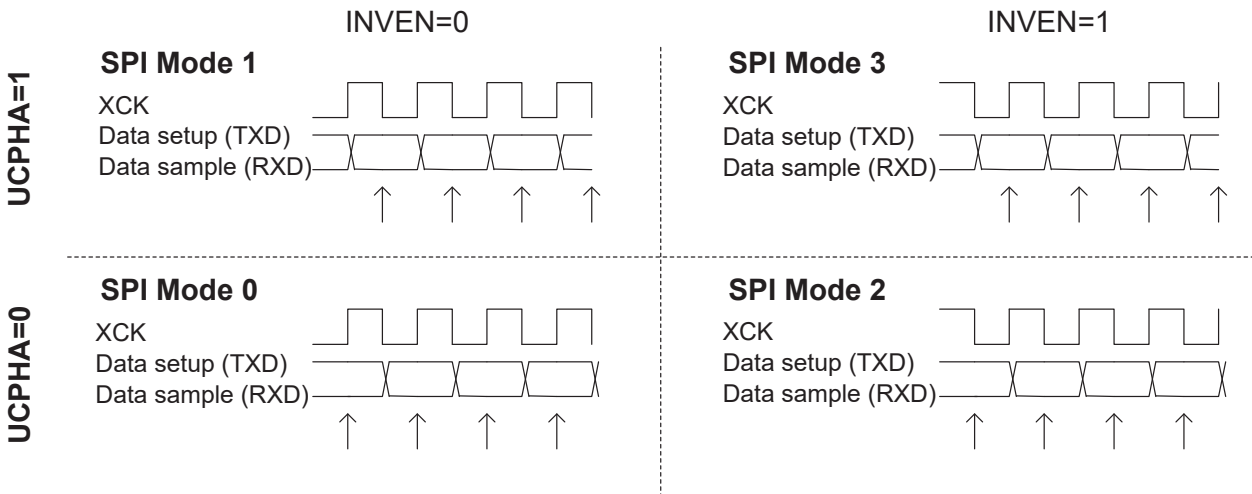 INVEN=0
INVEN=1
UCPHA=1
SPI Mode 1
XCK
Data setup (TXD)
Data sample (RXD)
SPI Mode 3
XCK
Data setup (TXD)
Data sample (RXD)
UCPHA=0
SPI Mode 0
XCK
Data setup (TXD)
Data sample (RXD)
SPI Mode 2
XCK
Data setup (TXD)
Data sample (RXD)